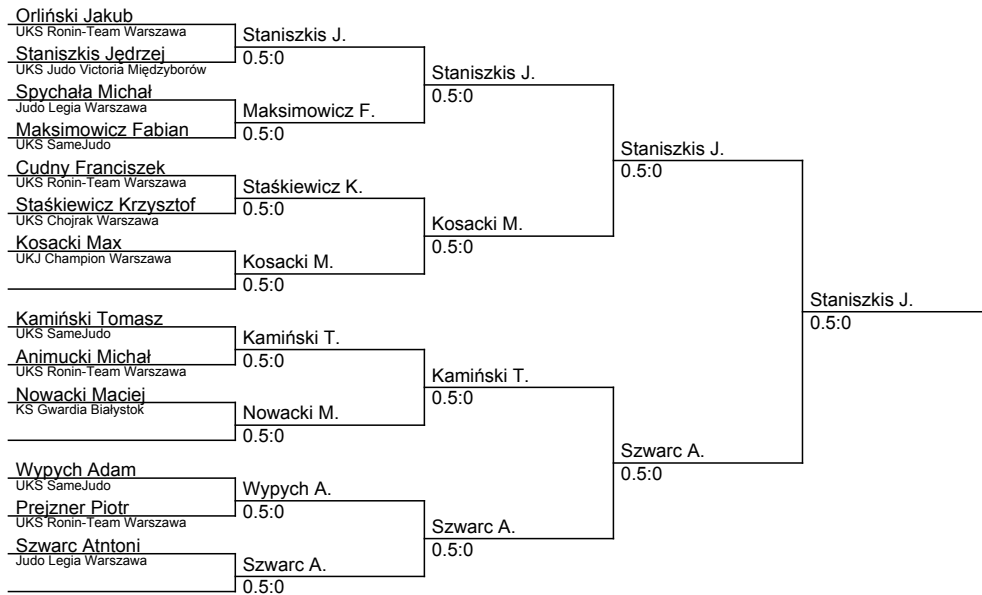 Orliński Jakub
UKS Ronin-Team Warszawa
Staniszkis Jędrzej
UKS Judo Victoria Międzyborów
Spychała Michał
Judo Legia Warszawa
Maksimowicz Fabian
UKS SameJudo
Cudny Franciszek
UKS Ronin-Team Warszawa
Staśkiewicz Krzysztof
UKS Chojrak Warszawa
Kosacki Max
UKJ Champion Warszawa
Kamiński Tomasz
UKS SameJudo
Animucki Michał
UKS Ronin-Team Warszawa
Nowacki Maciej
KS Gwardia Białystok
Wypych Adam
UKS SameJudo
Prejzner Piotr
UKS Ronin-Team Warszawa
Szwarc Atntoni
Judo Legia Warszawa
Staniszkis J.
0.5:0
Maksimowicz F.
0.5:0
Staśkiewicz K.
0.5:0
Kosacki M.
0.5:0
Kamiński T.
0.5:0
Nowacki M.
0.5:0
Wypych A.
0.5:0
Szwarc A.
0.5:0
Staniszkis J.
0.5:0
Kosacki M.
0.5:0
Kamiński T.
0.5:0
Szwarc A.
0.5:0
Staniszkis J.
0.5:0
Szwarc A.
0.5:0
Staniszkis J.
0.5:0